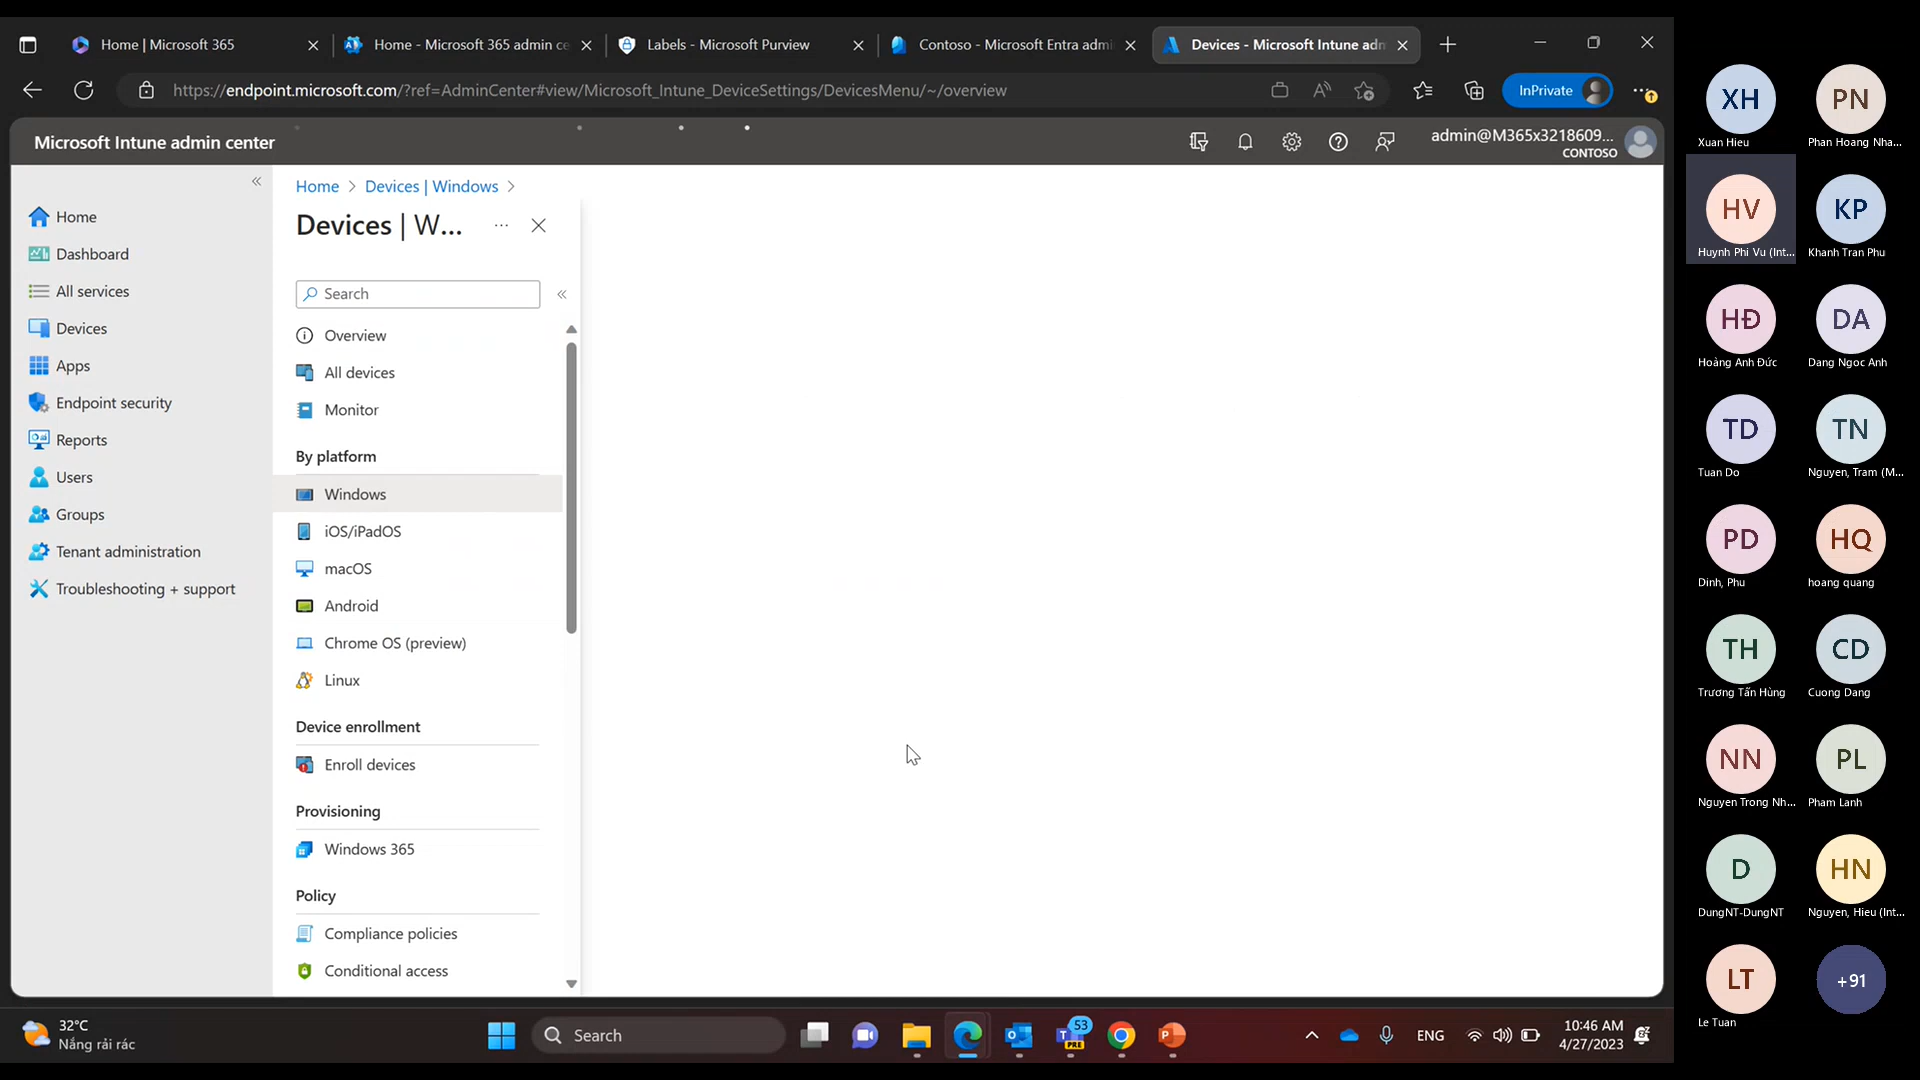 Home | Microsoft 365
Home - Microsoft 365 admin ce
Labels - Microsoft Purview
Contoso - Microsoft Entra admi
Devices - Microsoft Intune adn
https://endpoint.microsoft.com/?ref=AdminCenter#view/Microsoft_Intune_DeviceSettings/DevicesMenu/~/overview
InPrivate
Microsoft Intune admin center
admin@M365x3218609...
CONTOSO
Home
Dashboard
All services
Devices
Apps
Endpoint security
Reports
Users
Groups
Tenant administration
Troubleshooting + support
Home > Devices | Windows >
Devices | W... ...
Search
Overview
All devices
Monitor
By platform
Windows
iOS/iPadOS
macOS
Android
Chrome OS (preview)
Linux
Device enrollment
Enroll devices
Provisioning
Windows 365
Policy
Compliance policies
Conditional access
XH
Xuan Hieu
PN
Phan Hoang Nha...
HV
Huynh Phi Vu (Int...
KP
Khanh Tran Phu
HĐ
Hoàng Anh Đức
DA
Dang Ngoc Anh
TD
Tuan Do
TN
Nguyen, Tram (M...
PD
Dinh, Phu
HQ
hoang quang
TH
Trương Tấn Hùng
CD
Cuong Dang
NN
Nguyen Trong Nh...
PL
Pham Lanh
D
DungNT-DungNT
HN
Nguyen, Hieu (Int...
LT
Le Tuan
+91
32°C
Nắng rải rác
Search
53
PRE
ENG
10:46 AM
4/27/2023